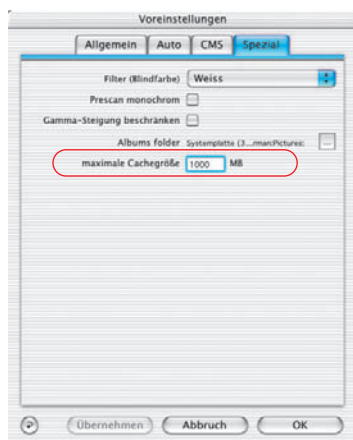 Voreinstellungen
Allgemein Auto CMS Spezial
Filter (Blindfarbe) Weiss
Prescan monochrom
Gamma-Steigung beschränken
Albums folder Systemplatte (3...man:Pictures: ...
maximale Cachegröße 1000 MB
Übernehmen Abbruch OK